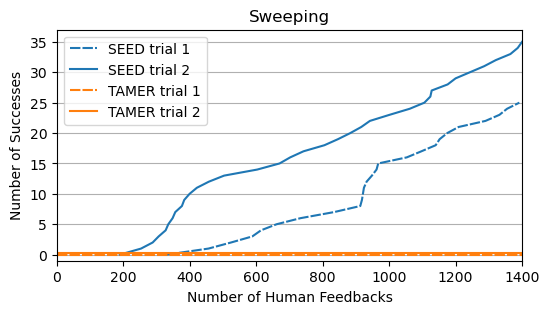 Sweeping
SEED trial 1
SEED trial 2
TAMER trial 1
TAMER trial 2
Number of Successes
35
30
25
20
15
10
5
0
0 200 400 600 800 1000 1200 1400
Number of Human Feedbacks